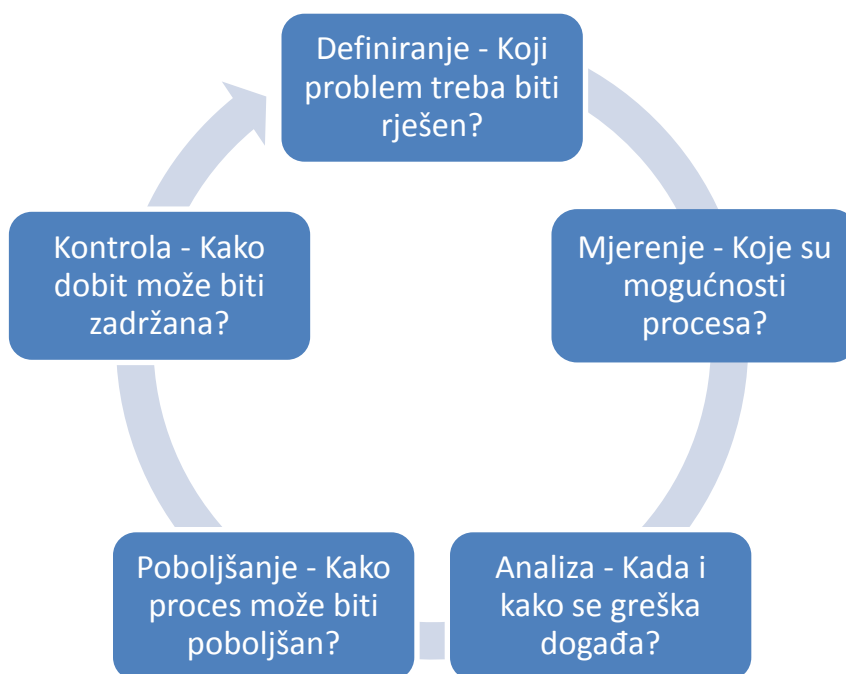 Definiranje - Koji
problem treba biti
rješen?
Mjerenje - Koje su
mogućnosti
procesa?
Analiza - Kada i
kako se greška
događa?
Poboljšanje - Kako
proces može biti
poboljšan?
Kontrola - Kako
dobit može biti
zadržana?